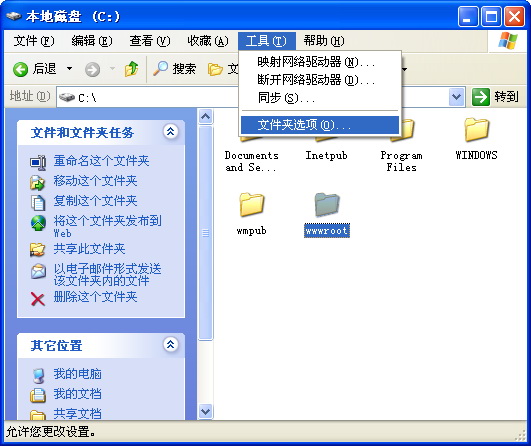 本地磁盘 (C:)
文件(F) 编辑(E) 查看(V) 收藏(A) 工具(T) 帮助(H)
映射网络驱动器(N)...
断开网络驱动器(D)...
同步(S)...
文件夹选项(O)...
后退 搜索 文
地址(D) C:\ 转到
文件和文件夹任务
重命名这个文件夹
移动这个文件夹
复制这个文件夹
将这个文件夹发布到
Web
共享此文件夹
以电子邮件形式发送
该文件夹内的文件
删除这个文件夹
其它位置
我的电脑
我的文档
共享文档
Documents
and Se...
Inetpub
Program
Files
WINDOWS
wmpub
wwwroot
允许您更改设置。